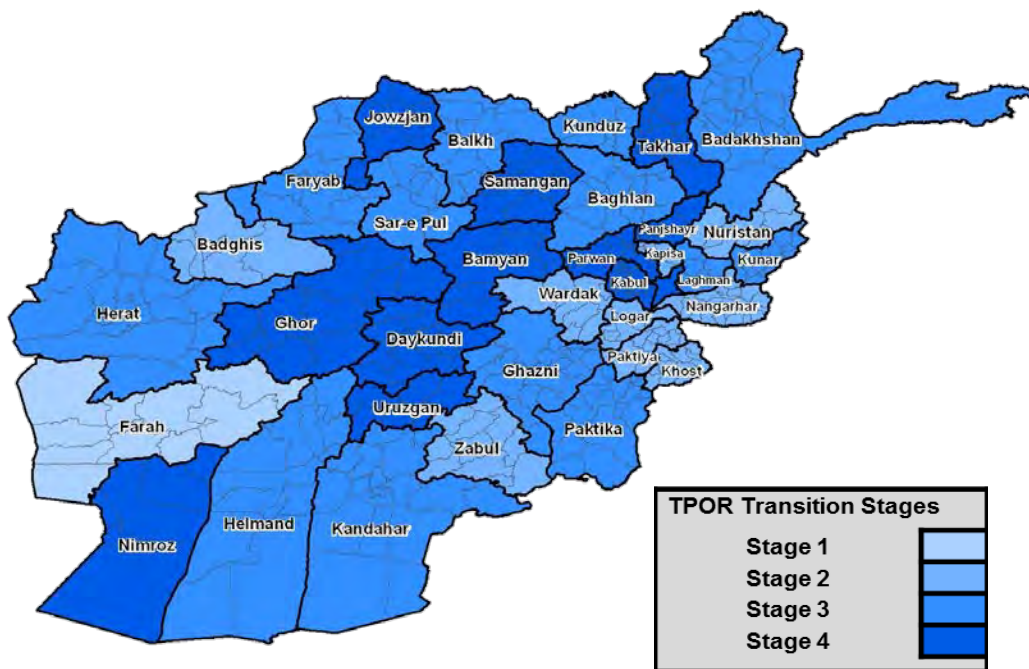 Jowzjan
Balkh
Kunduz
Takhar
Badakhshan
Faryab
Samangan
Baghlan
Sar-e Pul
Panjshayr
Nuristan
Badghis
Bamyan
Parwan
Kapisa
Kunar
Kabul
Laghman
Herat
Ghor
Wardak
Logar
Nangarhar
Daykundi
Paktiya
Ghazni
Khost
Uruzgan
Farah
Zabul
Paktika
Helmand
Kandahar
Nimroz
TPOR Transition Stages
Stage 1
Stage 2
Stage 3
Stage 4